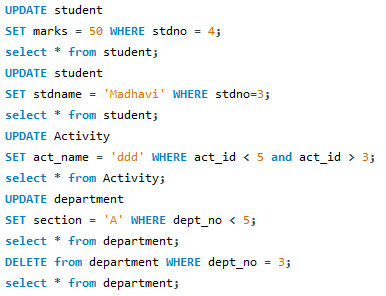 UPDATE student
SET marks = 50 WHERE stdno = 4;
select * from student;
UPDATE student
SET stdname = 'Madhavi' WHERE stdno=3;
select * from student;
UPDATE Activity
SET act_name = 'ddd' WHERE act_id < 5 and act_id > 3;
select * from Activity;
UPDATE department
SET section = 'A' WHERE dept_no < 5;
select * from department;
DELETE from department WHERE dept_no = 3;
select * from department;